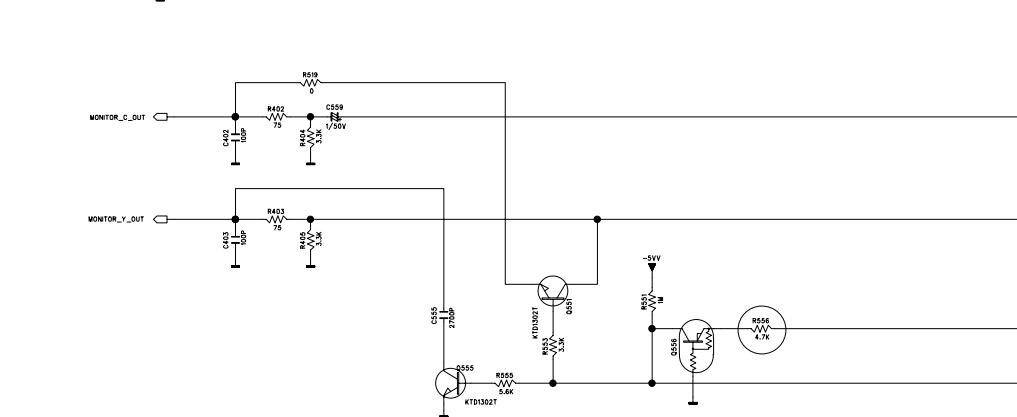 R519
0
MONITOR_C_OUT
R402
75
C559
1/50V
C402
100P
R404
3.3K
MONITOR_Y_OUT
R403
75
C403
100P
R405
3.3K
-5VV
R551
1M
Q551
KTD1302T
C555
2700P
R553
3.3K
Q556
R556
4.7K
Q555
R555
5.6K
KTD1302T